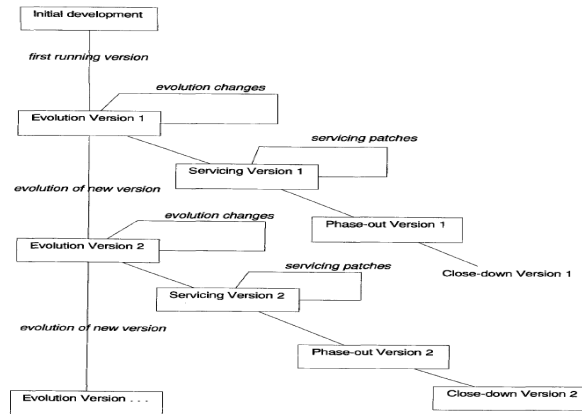 Initial development
first running version
evolution changes
Evolution Version 1
servicing patches
Servicing Version 1
evolution of new version
evolution changes
Phase-out Version 1
Evolution Version 2
servicing patches
Close-down Version 1
Servicing Version 2
evolution of new version
Phase-out Version 2
Evolution Version . . .
Close-down Version 2